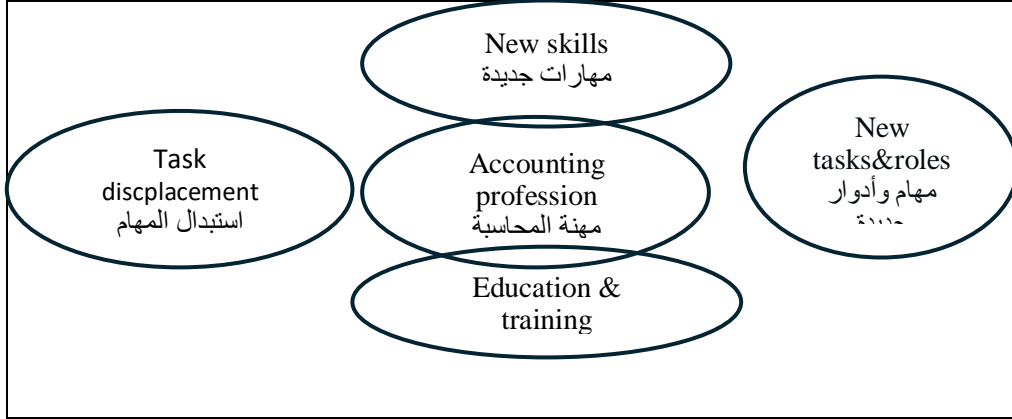 New skills
مهارات جديدة
Task
discplacement
استبدال المهام
Accounting
profession
مهنة المحاسبة
New
tasks&roles
مهام وأدوار
Education &
training